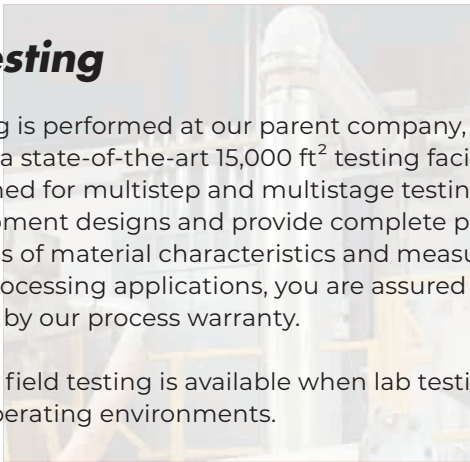 esting
g is performed at our parent company,
a state-of-the-art 15,000 ft² testing faci
ned for multistep and multistage testin
pment designs and provide complete p
s of material characteristics and measu
ocessing applications, you are assured
by our process warranty.
field testing is available when lab testi
perating environments.